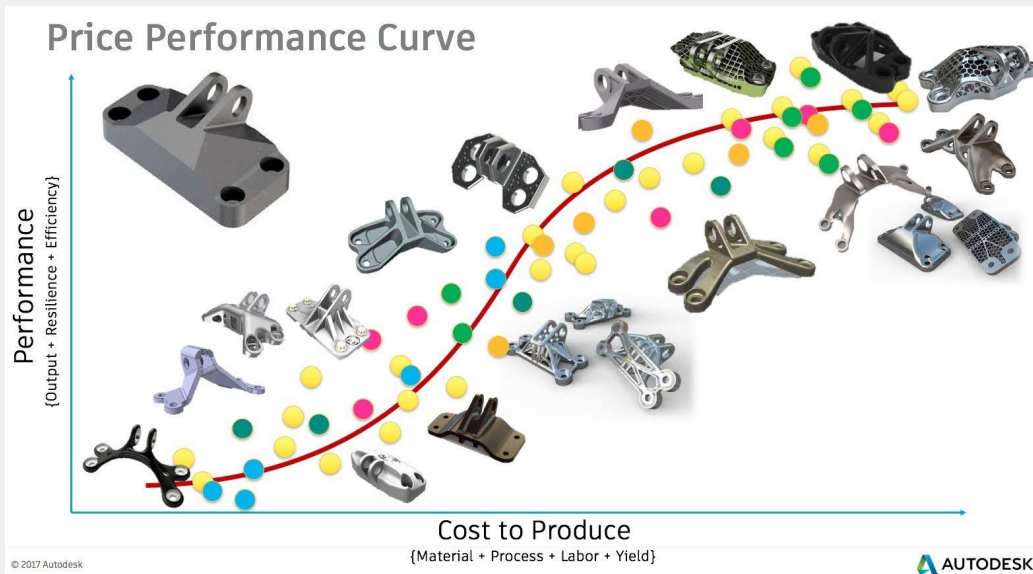 Price Performance Curve
Performance
{Output + Resilience + Efficiency}
Cost to Produce
{Material + Process + Labor + Yield}
© 2017 Autodesk
AUTODESK